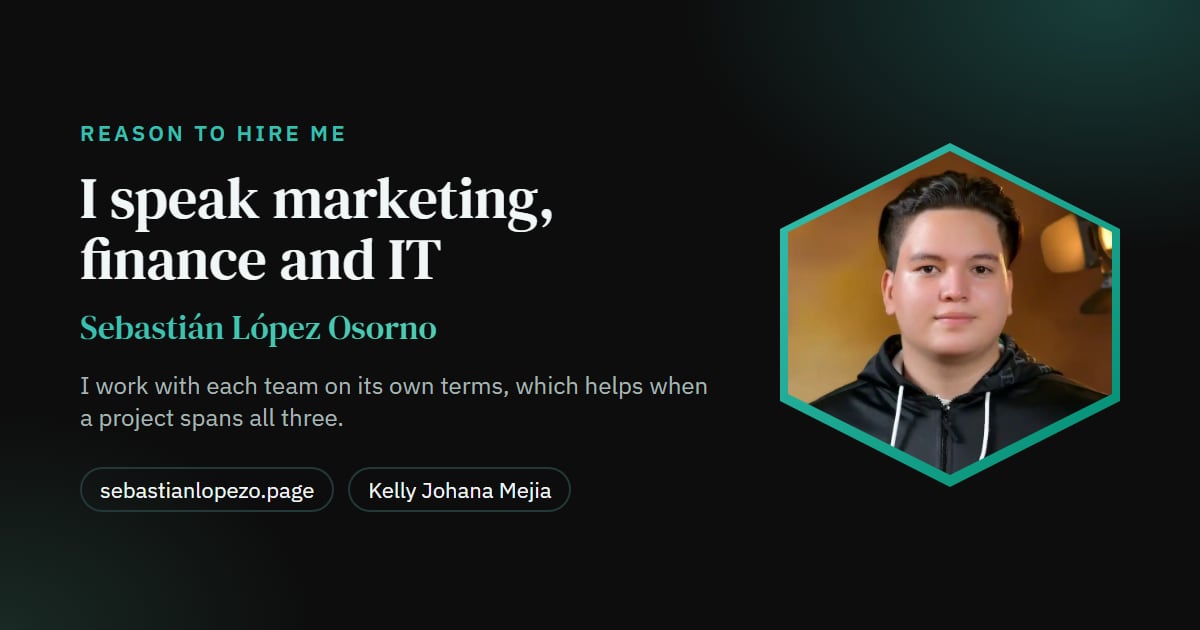 REASON TO HIRE ME
I speak marketing,
finance and IT
Sebastián López Osorno
I work with each team on its own terms, which helps when
a project spans all three.
sebastianlopezo.page
Kelly Johana Mejia